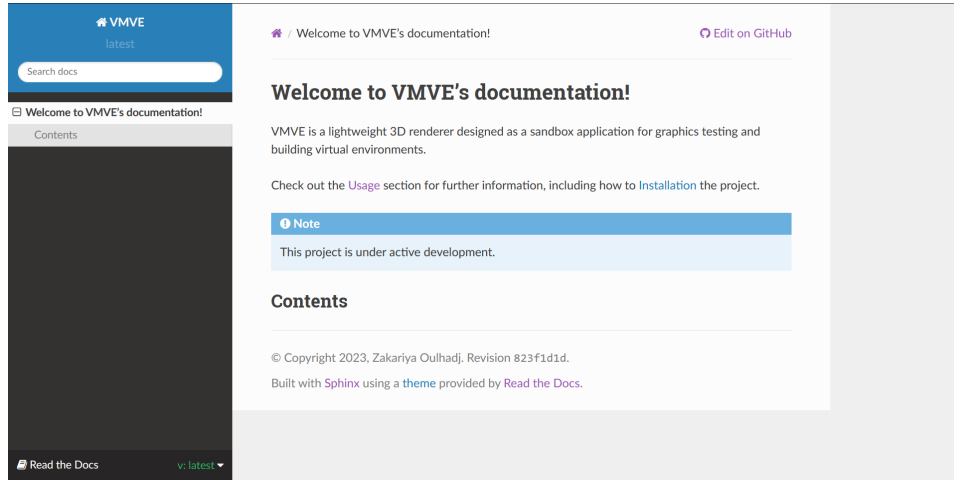 VMVE
latest
Search docs
Welcome to VMVE's documentation!
Contents
Read the Docs
v: latest
/ Welcome to VMVE's documentation!
Edit on GitHub
Welcome to VMVE's documentation!
VMVE is a lightweight 3D renderer designed as a sandbox application for graphics testing and
building virtual environments.
Check out the Usage section for further information, including how to Installation the project.
Note
This project is under active development.
Contents
© Copyright 2023, Zakariya Oulhadj. Revision 823f1d1d.
Built with Sphinx using a theme provided by Read the Docs.